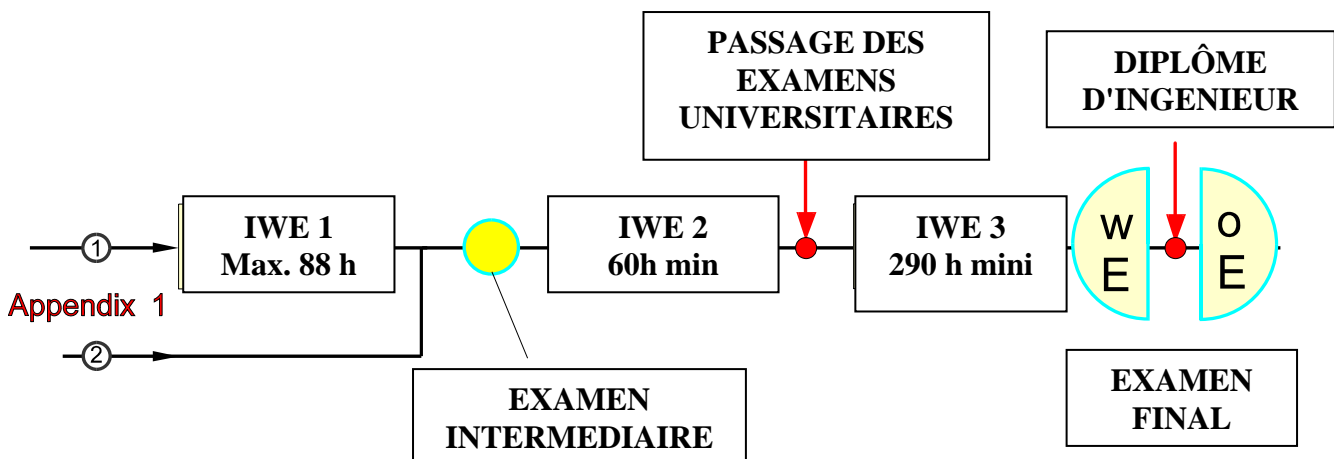 PASSAGE DES
EXAMENS
UNIVERSITAIRES
DIPLÔME
D'INGENIEUR
1
IWE 1
Max. 88 h
IWE 2
60h min
IWE 3
290 h mini
w
E
o
E
Appendix 1
2
EXAMEN
INTERMEDIAIRE
EXAMEN
FINAL